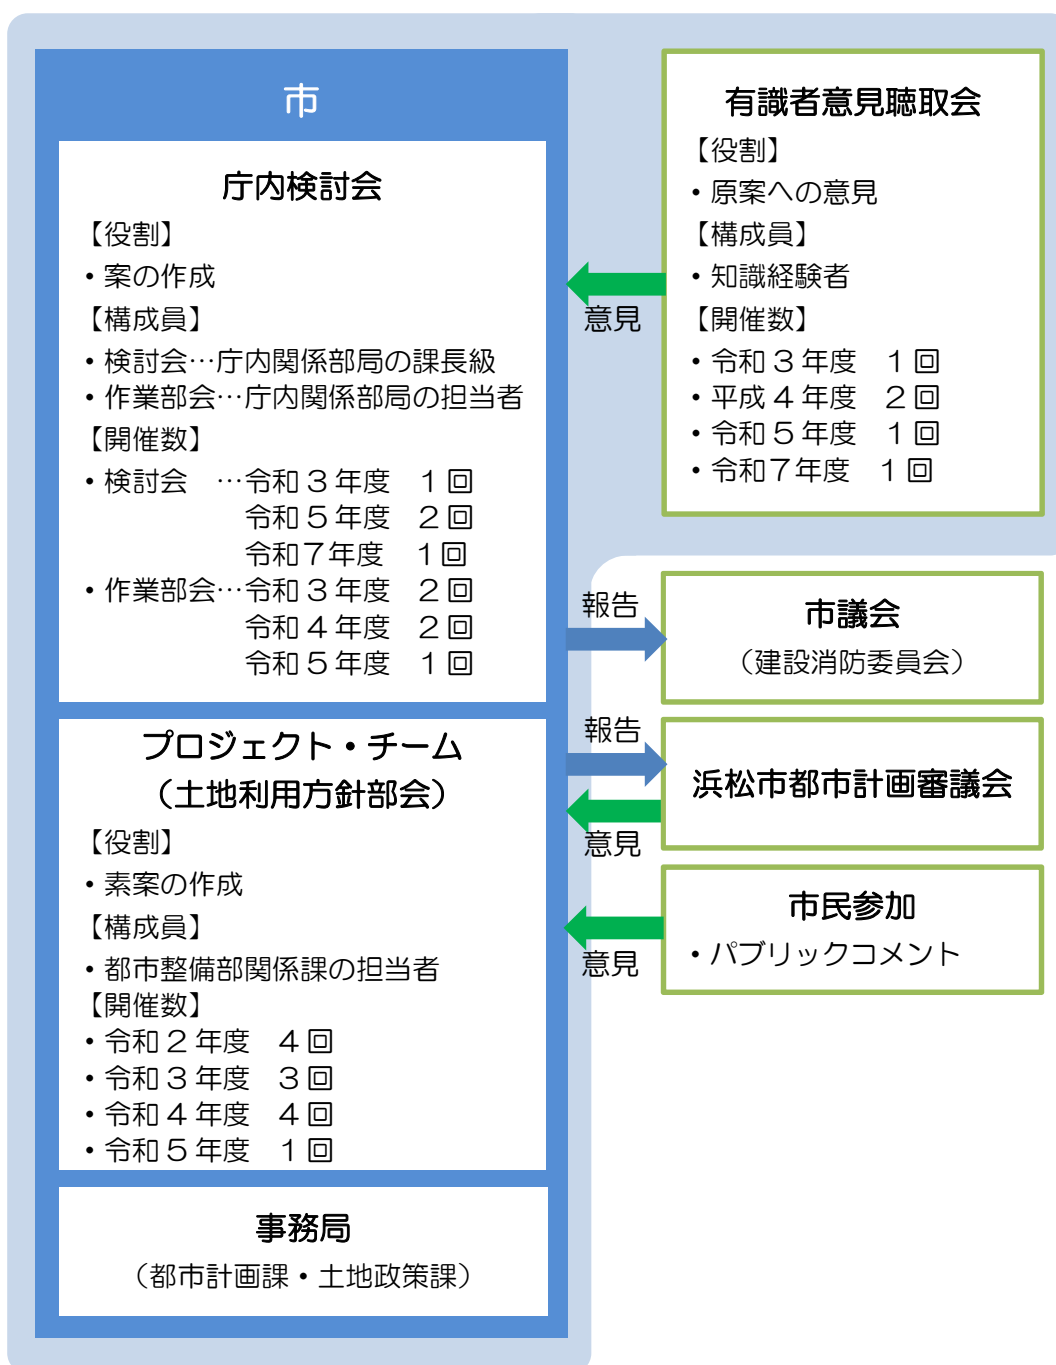 市
庁内検討会
【役割】
・案の作成
【構成員】
・検討会…庁内関係部局の課長級
・作業部会…庁内関係部局の担当者
【開催数】
・検討会　…令和３年度　１回
令和５年度　２回
令和７年度　１回
・作業部会…令和３年度　２回
令和４年度　２回
令和５年度　１回
プロジェクト・チーム
（土地利用方針部会）
【役割】
・素案の作成
【構成員】
・都市整備部関係課の担当者
【開催数】
・令和２年度　４回
・令和３年度　３回
・令和４年度　４回
・令和５年度　１回
事務局
（都市計画課・土地政策課）
有識者意見聴取会
【役割】
・原案への意見
【構成員】
・知識経験者
【開催数】
・令和３年度　１回
・平成４年度　２回
・令和５年度　１回
・令和７年度　１回
意見
報告
市議会
（建設消防委員会）
報告
浜松市都市計画審議会
意見
市民参加
・パブリックコメント
意見